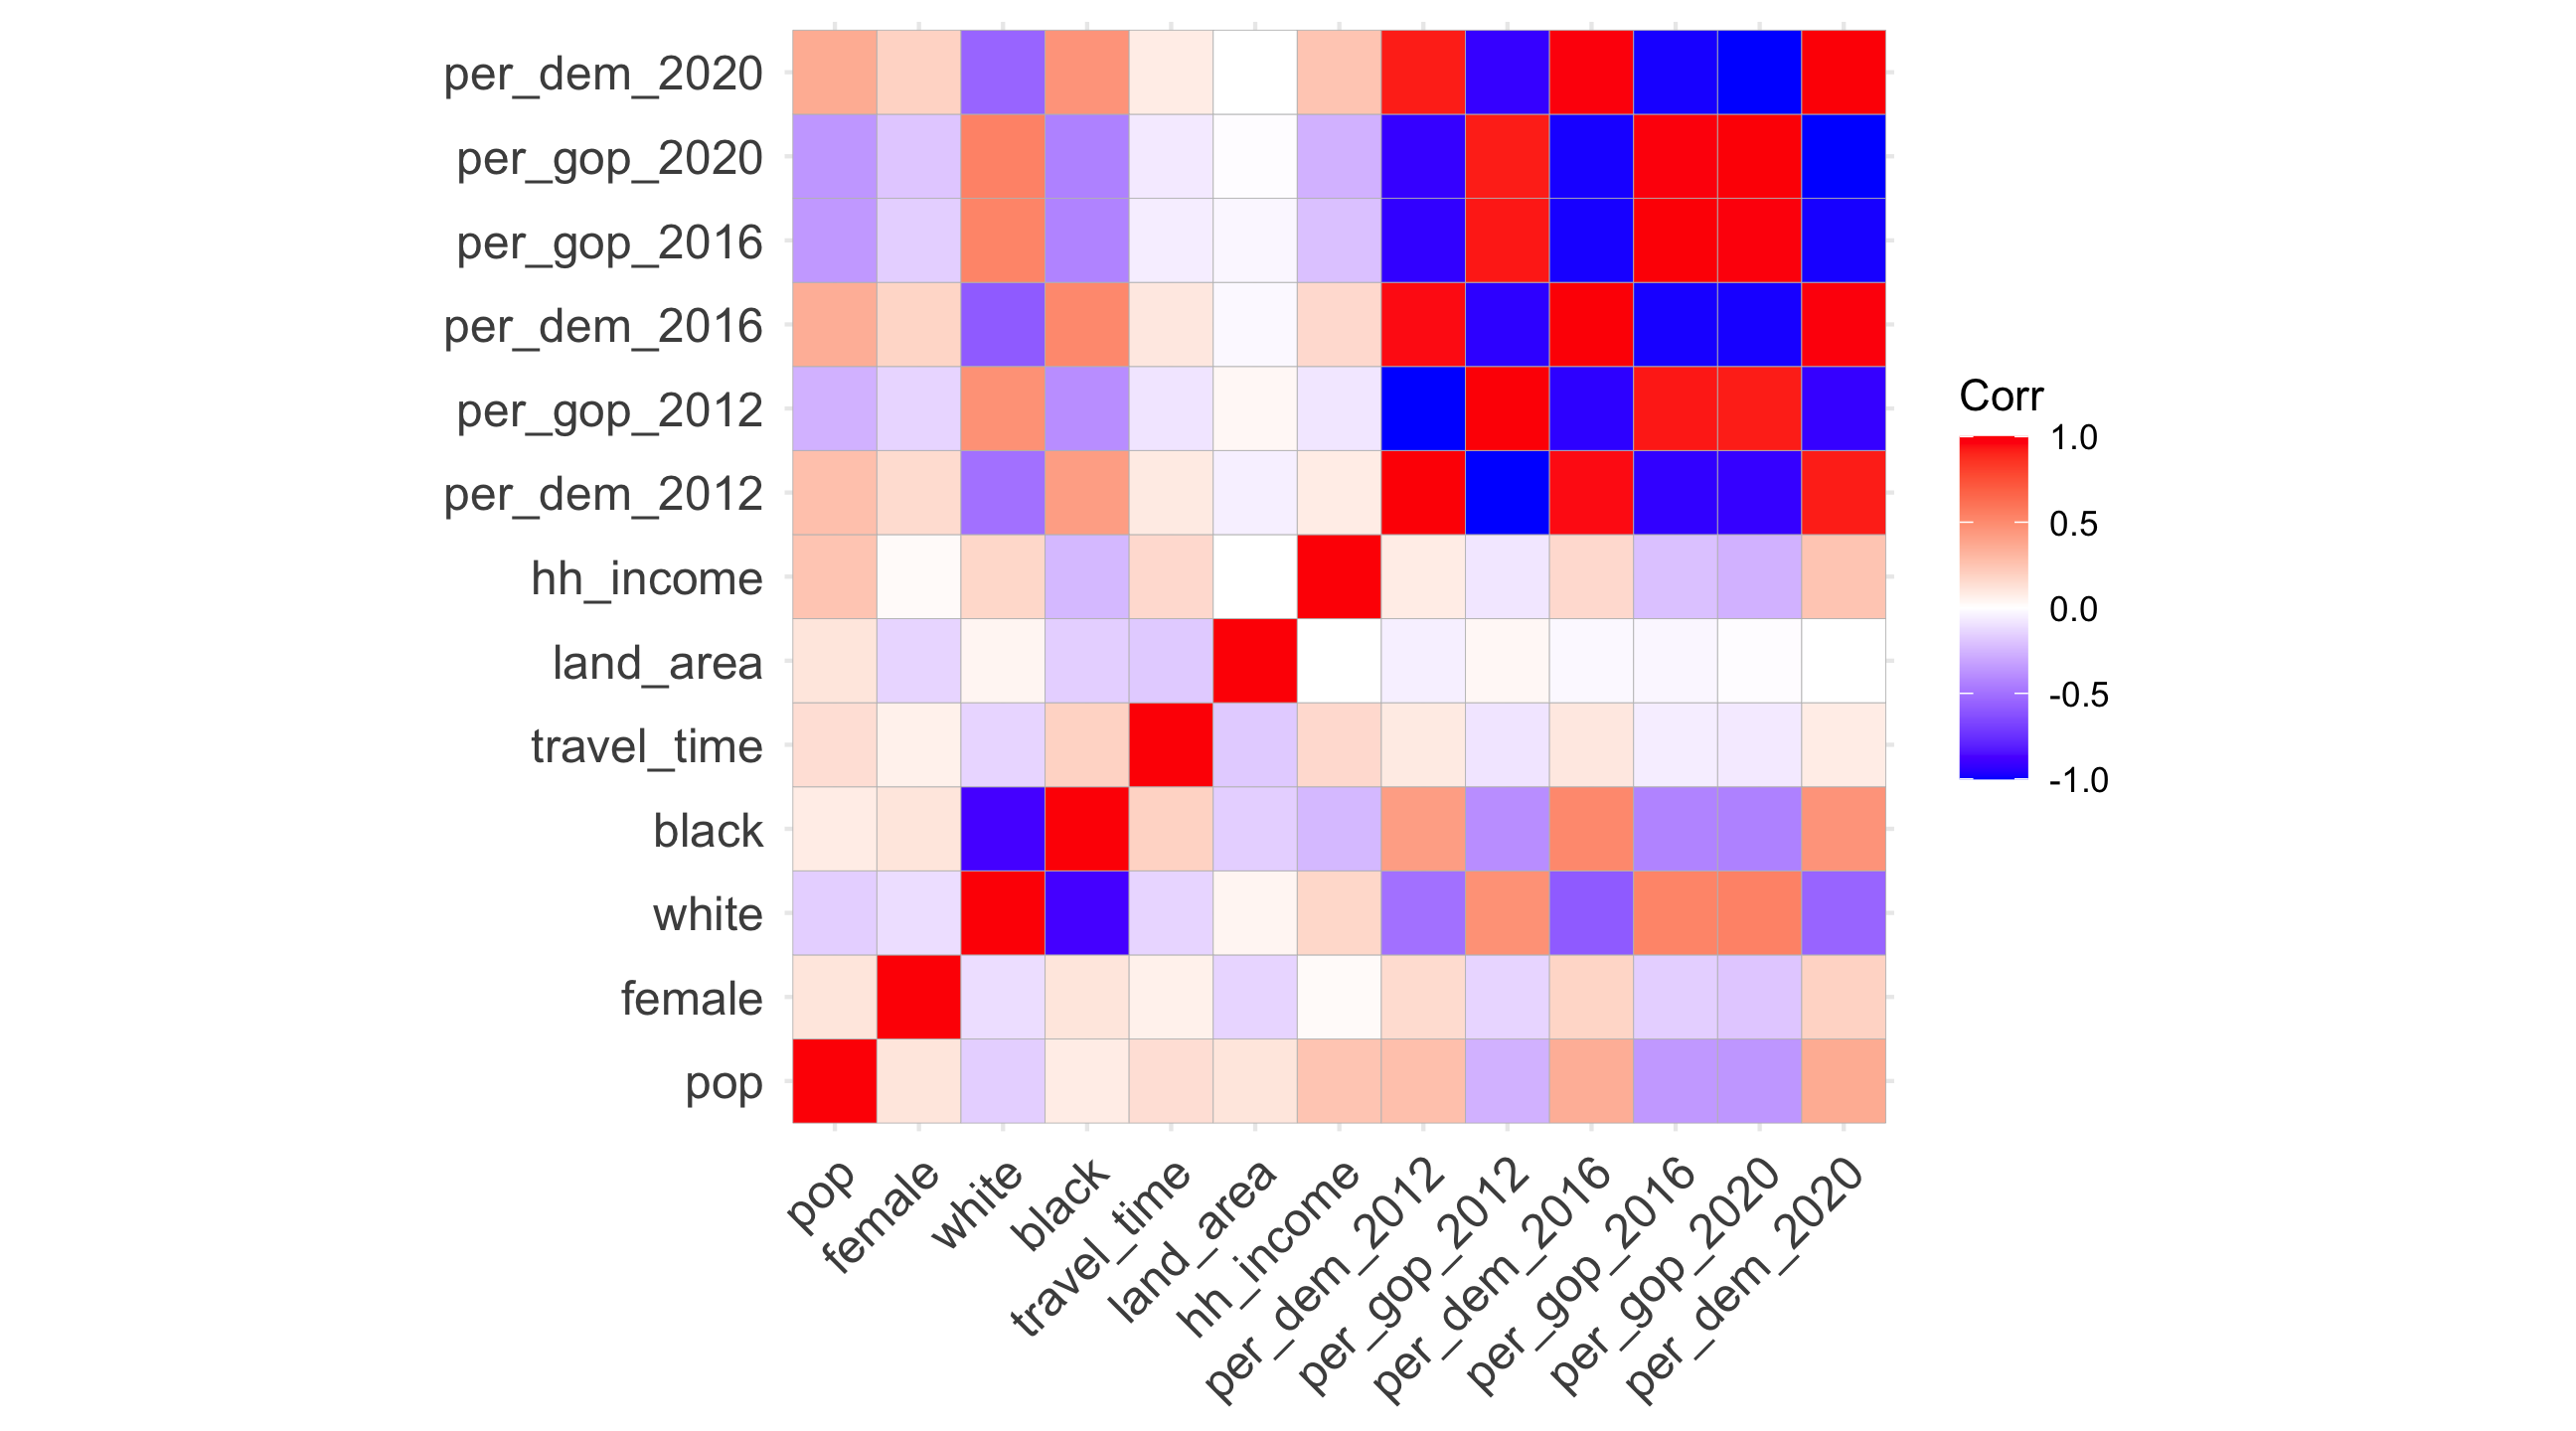 per_dem_2020
per_gop_2020
per_gop_2016
per_dem_2016
per_gop_2012
per_dem_2012
hh_income
land_area
travel_time
black
white
female
pop
pop
female
white
black
travel_time
land_area
hh_income
per_dem_2012
per_gop_2012
per_dem_2016
per_gop_2016
per_gop_2020
per_dem_2020
Corr
1.0
0.5
0.0
-0.5
-1.0